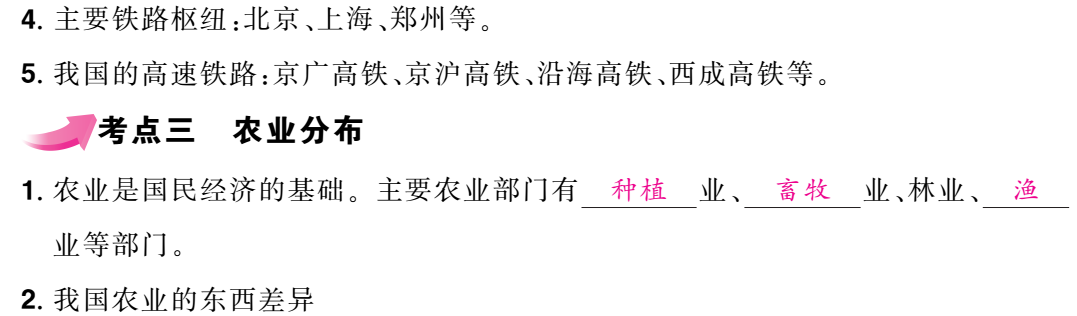 4. 主要铁路枢纽:北京、上海、郑州等。
5. 我国的高速铁路:京广高铁、京沪高铁、沿海高铁、西成高铁等。
考点三 农业分布
1. 农业是国民经济的基础。主要农业部门有 种植 业、 畜牧 业、林业、 渔
业等部门。
2. 我国农业的东西差异